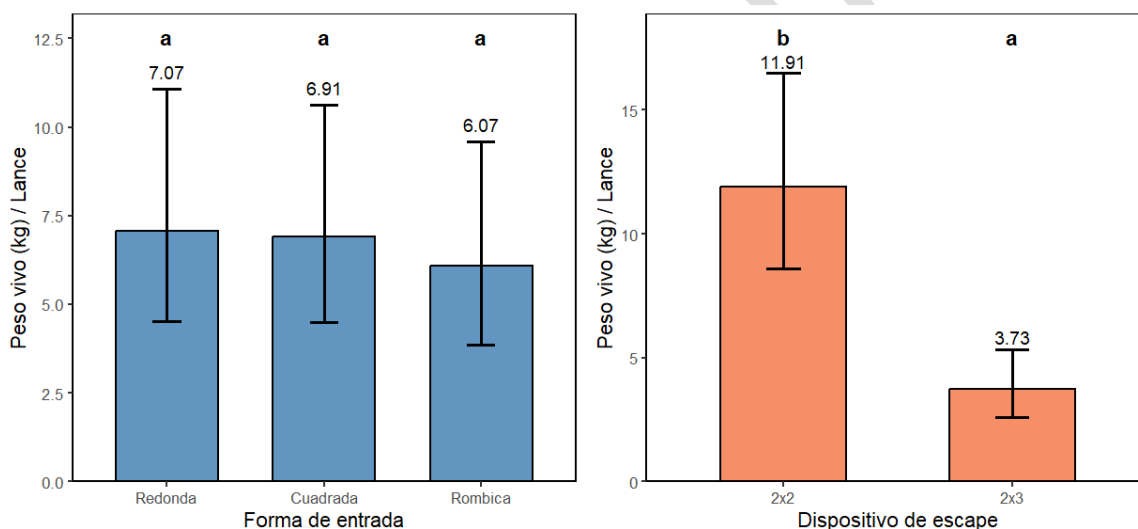 Peso vivo (kg) / Lance
12.5
10.0
7.5
5.0
2.5
0.0
a a a
7.07 6.91 6.07
Redonda Cuadrada Rombica
Forma de entrada
Peso vivo (kg) / Lance
15
10
5
0
b a
11.91 3.73
2x2 2x3
Dispositivo de escape